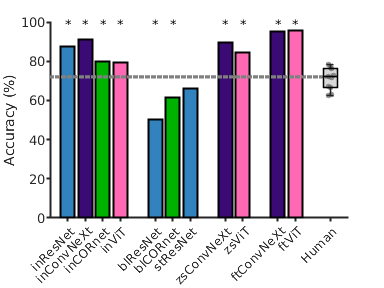 Accuracy (%)
100
80
60
40
20
0
* * * * * * * * * *
inResNet
inConvNeXt
inCORnet
inViT
blResNet
blCORnet
stResNet
zsConvNeXt
zsViT
ftConvNeXt
ftViT
Human